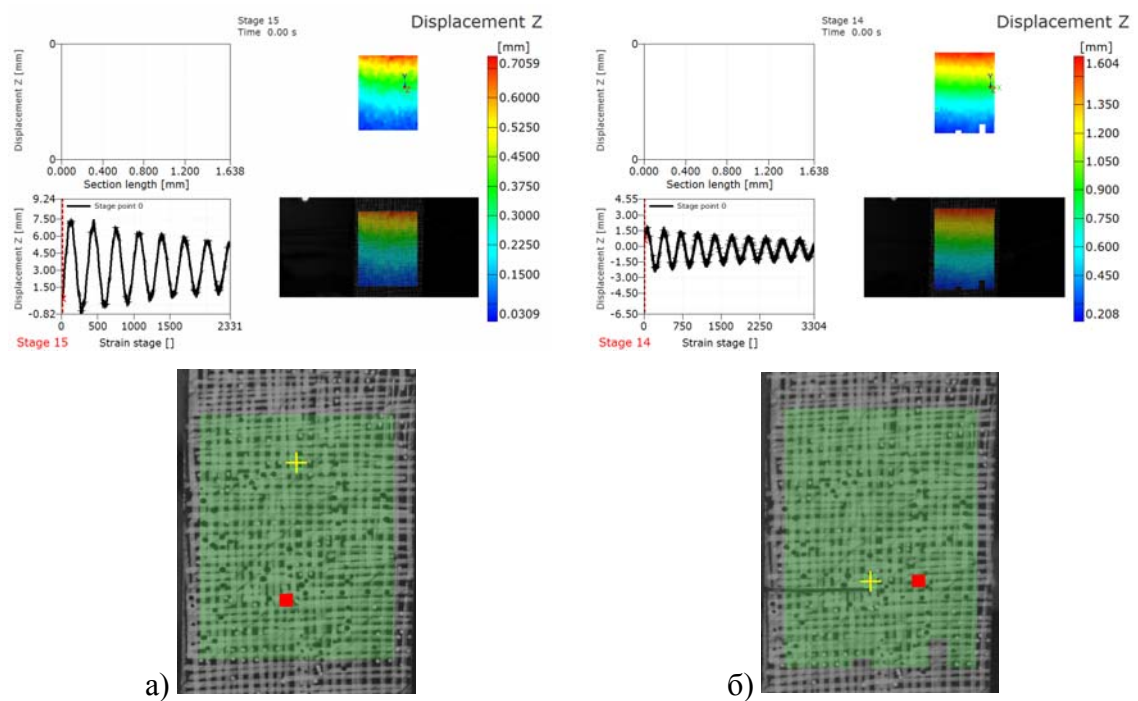 Stage 15
Time 0.00 s
Displacement Z
[mm]
0.7059
0.6000
0.5250
0.4500
0.3750
0.3000
0.2250
0.1500
0.0309
Displacement Z [mm]
0
0
0.000 0.400 0.800 1.200 1.638
Section length [mm]
Displacement Z [mm]
9.24
7.50
6.00
4.50
3.00
1.50
-0.82
Stage point 0
0 500 1000 1500 2331
Stage 15 Strain stage []
Stage 14
Time 0.00 s
Displacement Z
[mm]
1.604
1.350
1.200
1.050
0.900
0.750
0.600
0.450
0.208
Displacement Z [mm]
0
0
0.000 0.400 0.800 1.200 1.638
Section length [mm]
Displacement Z [mm]
4.55
3.00
1.50
0.00
-1.50
-3.00
-4.50
-6.50
Stage point 0
0 750 1500 2250 3304
Stage 14 Strain stage []
Y
Y
X
а)
б)